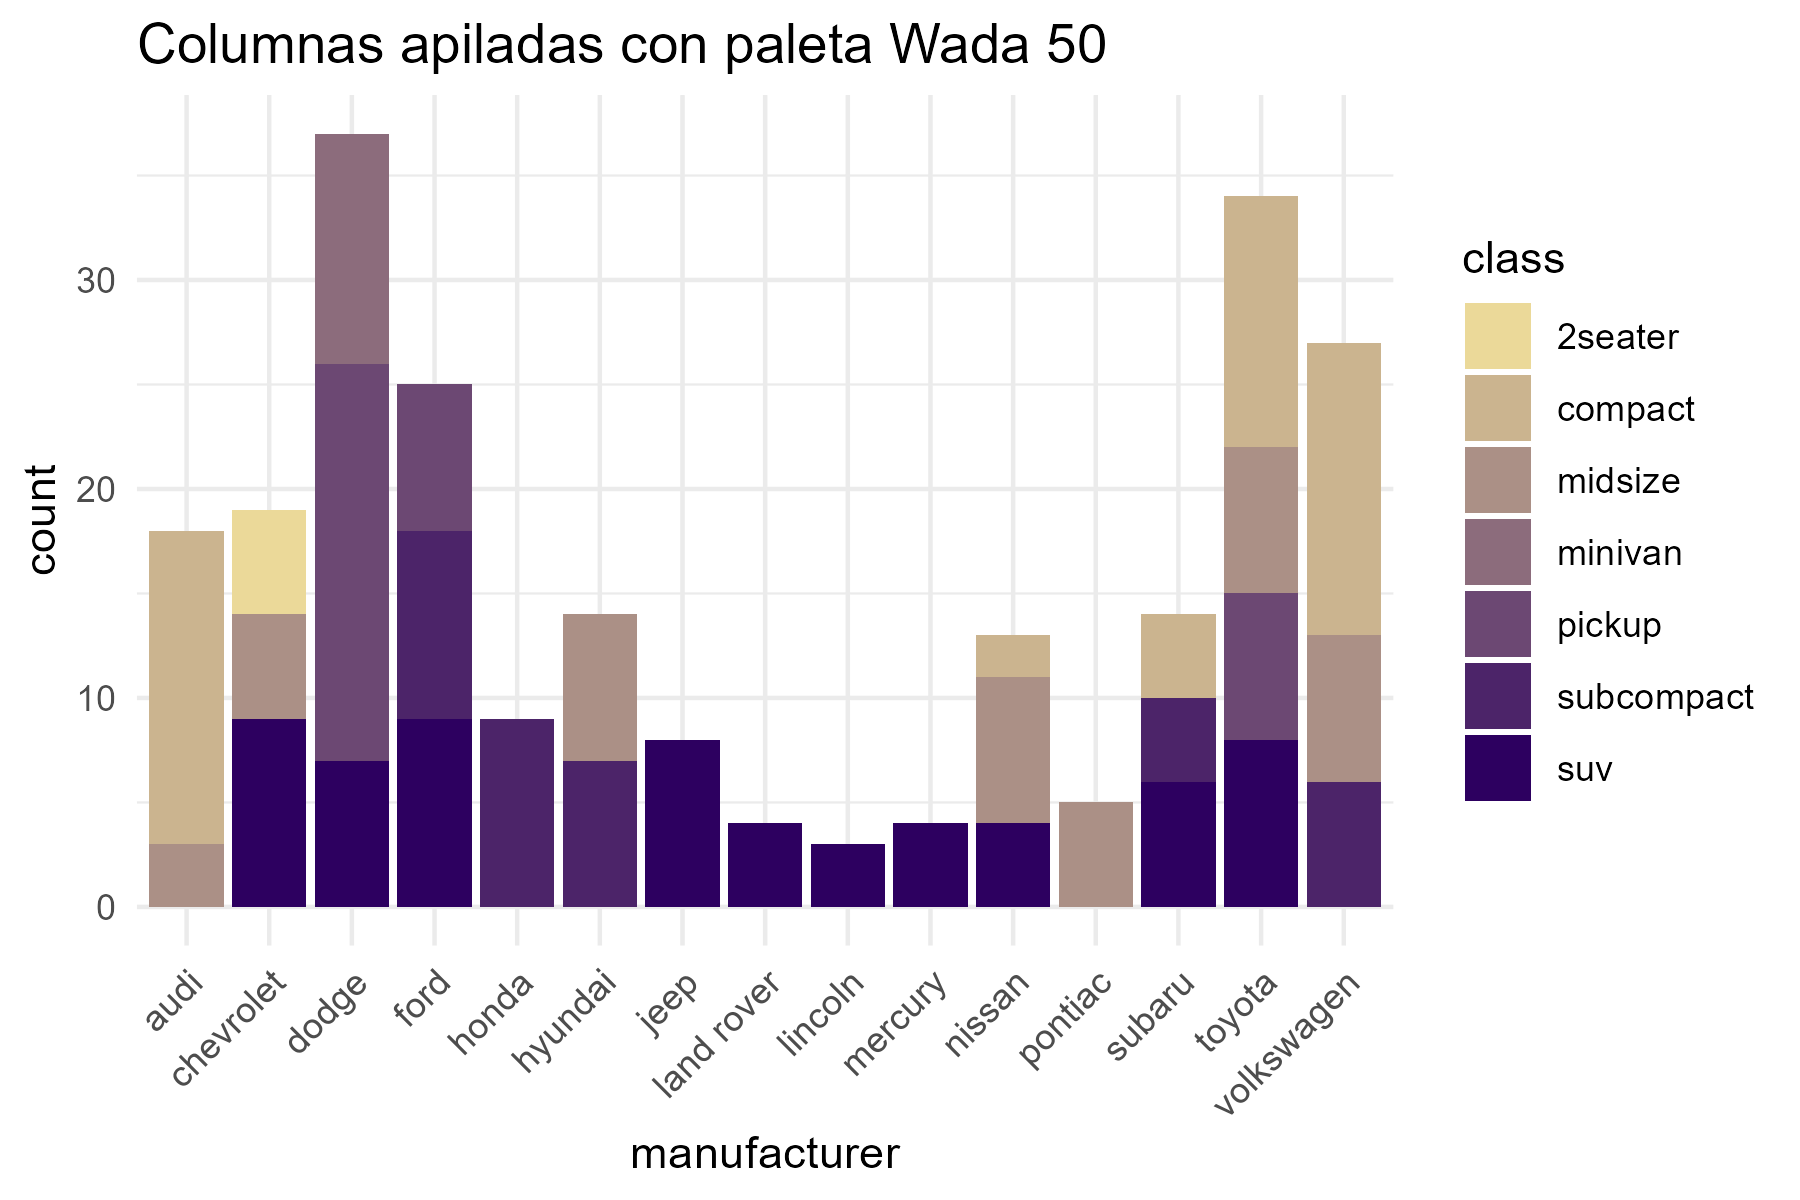 Columnas apiladas con paleta Wada 50
count
30
20
10
0
audi
chevrolet
dodge
ford
honda
hyundai
jeep
land rover
lincoln
mercury
nissan
pontiac
subaru
toyota
volkswagen
manufacturer
class
2seater
compact
midsize
minivan
pickup
subcompact
suv